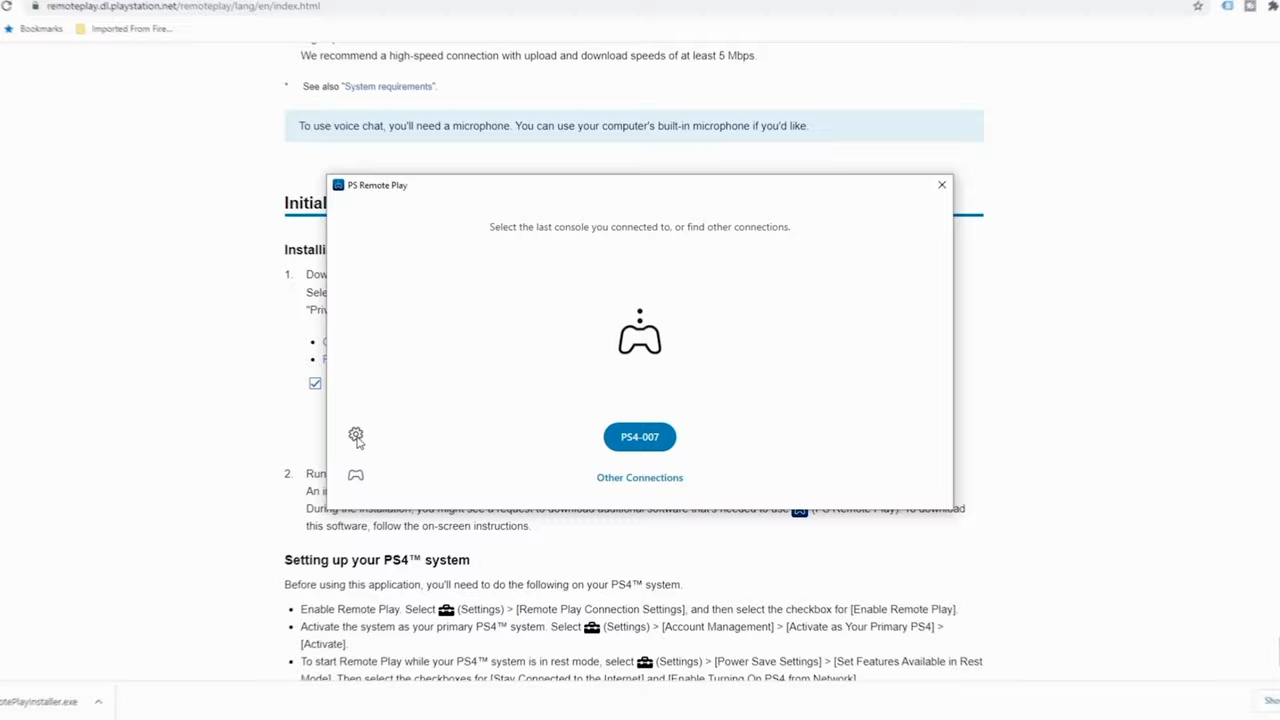 remoteplay.dl.playstation.net/remoteplay/lang/en/index.html
Bookmarks Imported From Fire...
We recommend a high-speed connection with upload and download speeds of at least 5 Mbps.
* See also "System requirements".
To use voice chat, you'll need a microphone. You can use your computer's built-in microphone if you'd like.
PS Remote Play
Select the last console you connected to, or find other connections.
PS4-007
Other Connections
Initial
Installi
1. Dow
Sele
"Priv
2. Run
An i
During the installation, you might see a request to download additional software that's needed to use (PS Remote Play). To download
this software, follow the on-screen instructions.
Setting up your PS4™ system
Before using this application, you'll need to do the following on your PS4™ system.
• Enable Remote Play. Select (Settings) > [Remote Play Connection Settings], and then select the checkbox for [Enable Remote Play].
• Activate the system as your primary PS4™ system. Select (Settings) > [Account Management] > [Activate as Your Primary PS4] >
[Activate].
• To start Remote Play while your PS4™ system is in rest mode, select (Settings) > [Power Save Settings] > [Set Features Available in Rest
Mode]. Then select the checkboxes for [Stay Connected to the Internet] and [Enable Turning On PS4 from Network].
otePlayInstaller.exe
Sho